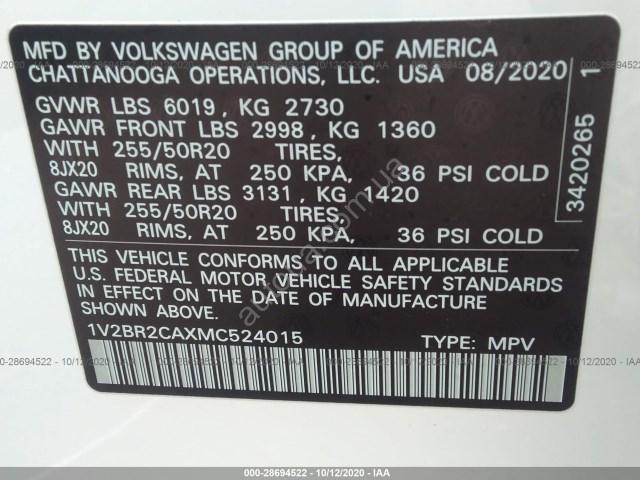 MFD BY VOLKSWAGEN GROUP OF AMERICA
CHATTANOOGA OPERATIONS, LLC. USA 08/2020 1
GVWR LBS 6019, KG 2730
GAWR FRONT LBS 2998, KG 1360
WITH 255/50R20 TIRES,
8JX20 RIMS, AT 250 KPA, 36 PSI COLD
GAWR REAR LBS 3131, KG 1420
WITH 255/50R20 TIRES,
8JX20 RIMS, AT 250 KPA, 36 PSI COLD
3420265
THIS VEHICLE CONFORMS TO ALL APPLICABLE
U.S. FEDERAL MOTOR VEHICLE SAFETY STANDARDS
IN EFFECT ON THE DATE OF MANUFACTURE
SHOWN ABOVE.
1V2BR2CAXMC524015 TYPE: MPV
000-28694522 - 10/12/2020 - IAA